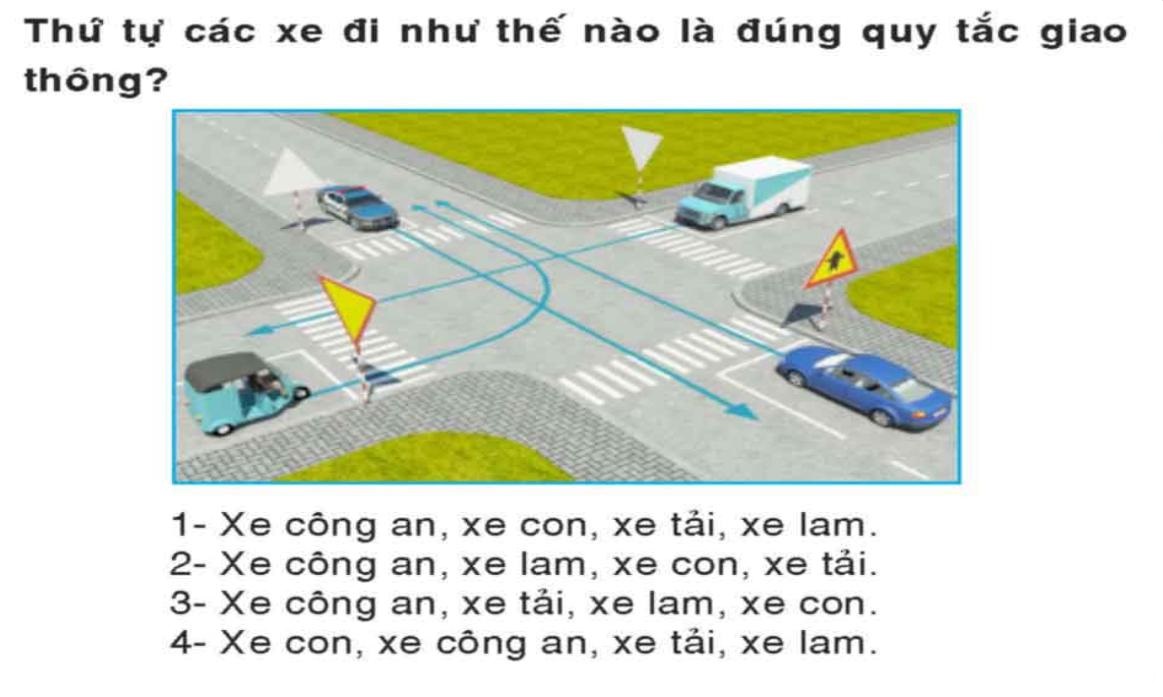 Thứ tự các xe đi như thế nào là đúng quy tắc giao
thông?
1- Xe công an, xe con, xe tải, xe lam.
2- Xe công an, xe lam, xe con, xe tải.
3- Xe công an, xe tải, xe lam, xe con.
4- Xe con, xe công an, xe tải, xe lam.